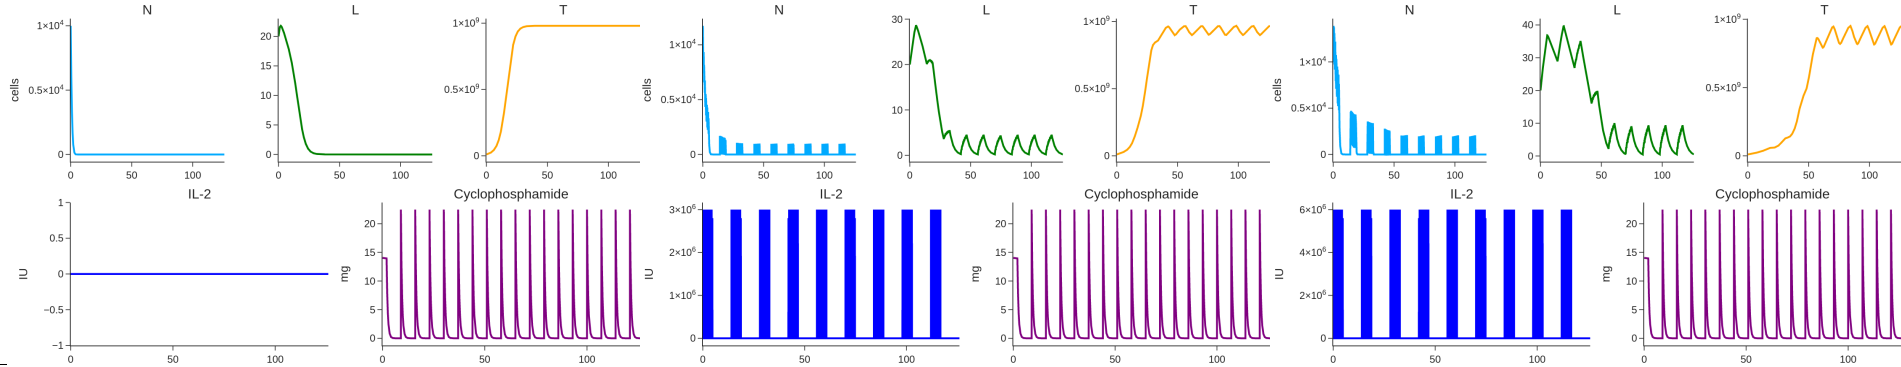 N L T N L T N L T
1×10⁴ 20 1×10⁹ 30 1×10⁹ 40 1×10⁹
15 1×10⁴ 20 30 1×10⁴
cells 0.5×10⁴ 10 0.5×10⁹ cells 0.5×10⁴ 10 0.5×10⁹ cells 0.5×10⁴ 20 0.5×10⁹
5 10
0 0 0 0 0 0 0 0 0
0 50 100 0 50 100 0 50 100 0 50 100 0 50 100 0 50 100 0 50 100 0 50 100 0 50 100
IL-2 Cyclophosphamide IL-2 Cyclophosphamide IL-2 Cyclophosphamide
1 20 3×10⁶ 20 6×10⁶ 20
0.5 15 2×10⁶ 15 4×10⁶ 15
IU 0 mg 10 IU 1×10⁶ mg 10 IU 2×10⁶ mg 10
−0.5 5 5 5
−1 0 0 0 0 0
0 50 100 0 50 100 0 50 100 0 50 100 0 50 100 0 50 100